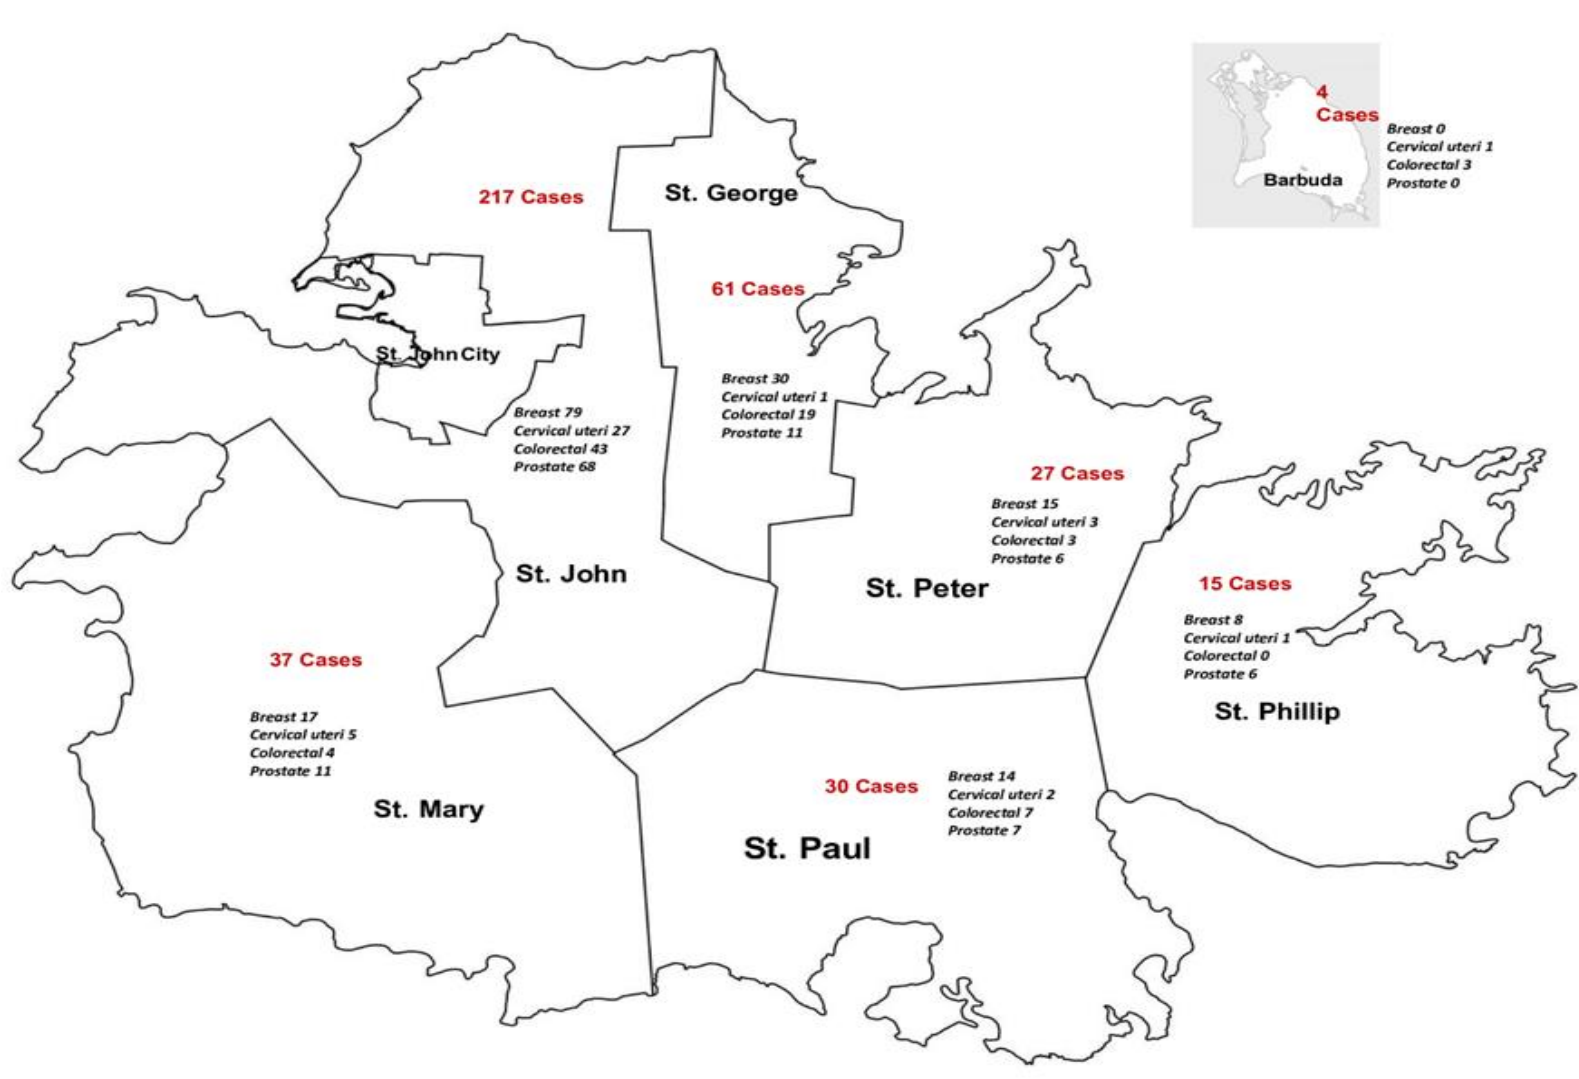 4
Cases
Breast 0
Cervical uteri 1
Colorectal 3
Prostate 0
Barbuda
217 Cases
St. George
61 Cases
St. John City
Breast 79
Cervical uteri 27
Colorectal 43
Prostate 68
Breast 30
Cervical uteri 1
Colorectal 19
Prostate 11
27 Cases
Breast 15
Cervical uteri 3
Colorectal 3
Prostate 6
St. John
St. Peter
15 Cases
Breast 8
Cervical uteri 1
Colorectal 0
Prostate 6
St. Phillip
37 Cases
Breast 17
Cervical uteri 5
Colorectal 4
Prostate 11
St. Mary
30 Cases
Breast 14
Cervical uteri 2
Colorectal 7
Prostate 7
St. Paul